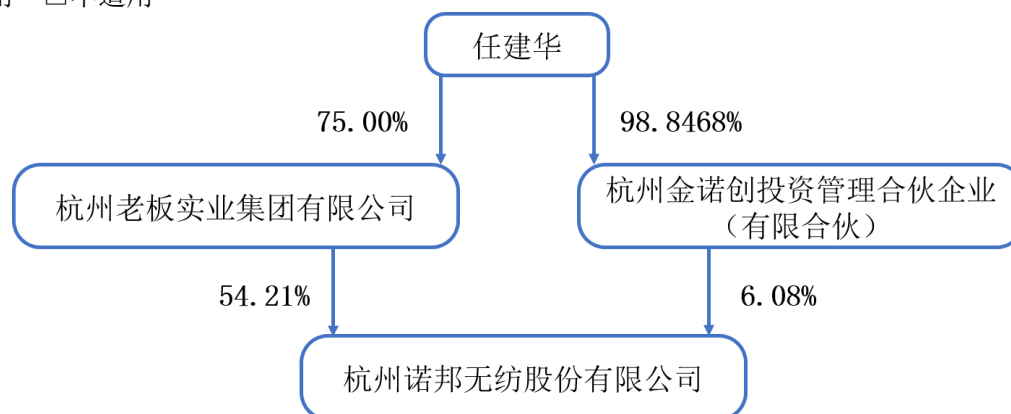 任建华
75.00%
98.8468%
杭州老板实业集团有限公司
杭州金诺创投资管理合伙企业
（有限合伙）
54.21%
6.08%
杭州诺邦无纺股份有限公司